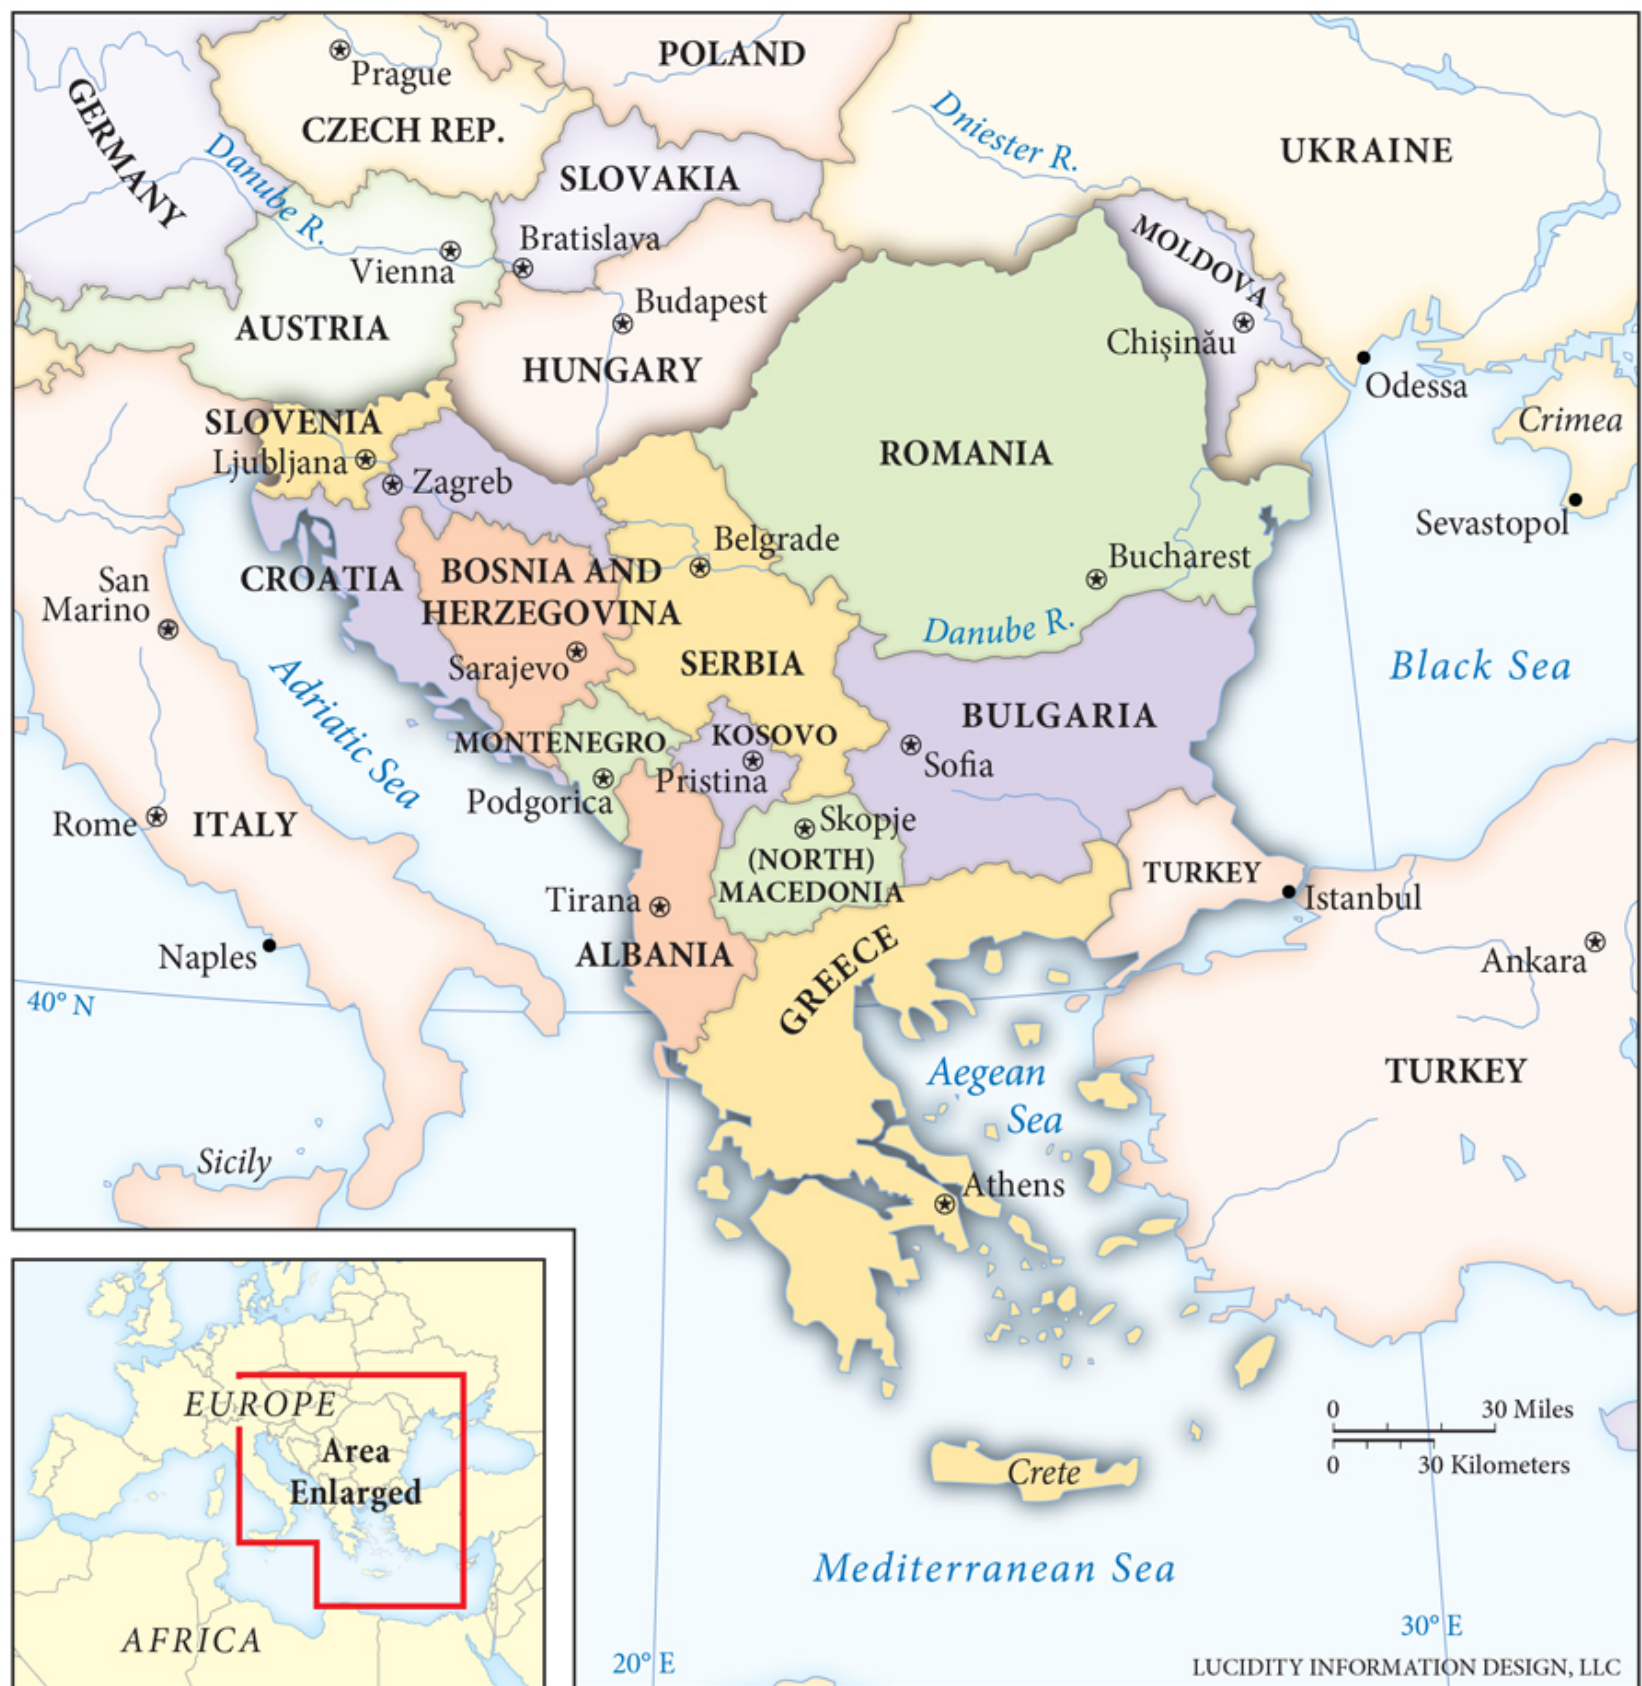 POLAND
Prague
GERMANY
CZECH REP.
Dniester R.
UKRAINE
Danube R.
SLOVAKIA
Bratislava
MOLDOVA
Vienna
Budapest
AUSTRIA
Chișinău
HUNGARY
Odessa
SLOVENIA
Crimea
Ljubljana
ROMANIA
Zagreb
Sevastopol
Belgrade
Bucharest
San
Marino
CROATIA
BOSNIA AND
HERZEGOVINA
Danube R.
Sarajevo
SERBIA
Black Sea
Adriatic Sea
BULGARIA
MONTENEGRO
KOSOVO
Sofia
Pristina
Podgorica
Rome
ITALY
Skopje
(NORTH)
MACEDONIA
TURKEY
Istanbul
Tirana
Naples
ALBANIA
GREECE
Ankara
40° N
Aegean
Sea
TURKEY
Sicily
Athens
EUROPE
Area
Enlarged
0 30 Miles
0 30 Kilometers
Crete
Mediterranean Sea
AFRICA
30° E
20° E
LUCIDITY INFORMATION DESIGN, LLC